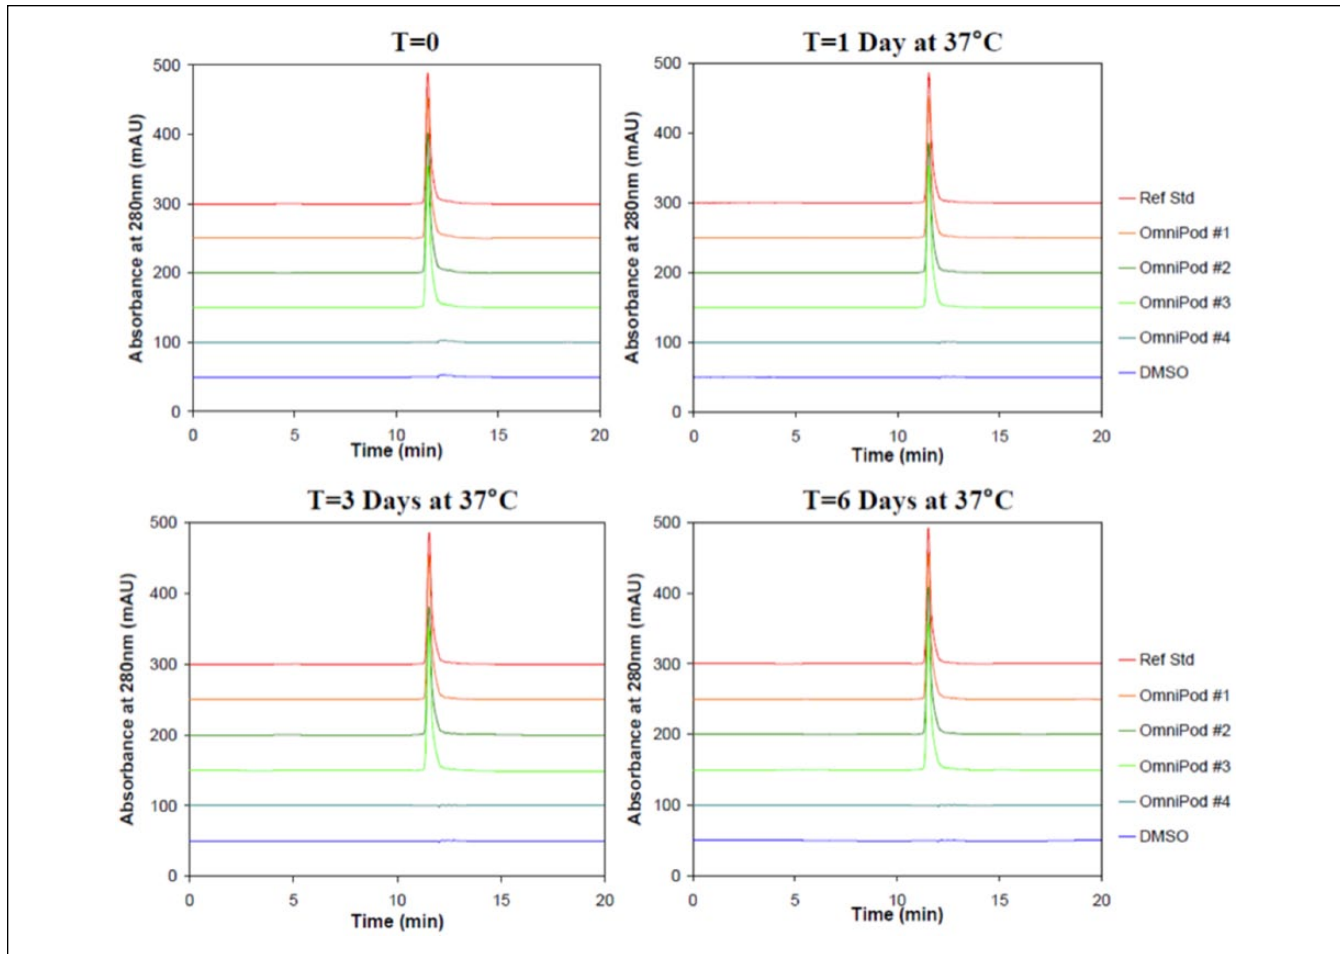 T=0
500
400
300
200
100
0
Absorbance at 280nm (mAU)
0 5 10 15 20
Time (min)
T=1 Day at 37°C
500
400
300
200
100
0
Absorbance at 280nm (mAU)
0 5 10 15 20
Time (min)
Ref Std
OmniPod #1
OmniPod #2
OmniPod #3
OmniPod #4
DMSO
T=3 Days at 37°C
500
400
300
200
100
0
Absorbance at 280nm (mAU)
0 5 10 15 20
Time (min)
T=6 Days at 37°C
500
400
300
200
100
0
Absorbance at 280nm (mAU)
0 5 10 15 20
Time (min)
Ref Std
OmniPod #1
OmniPod #2
OmniPod #3
OmniPod #4
DMSO